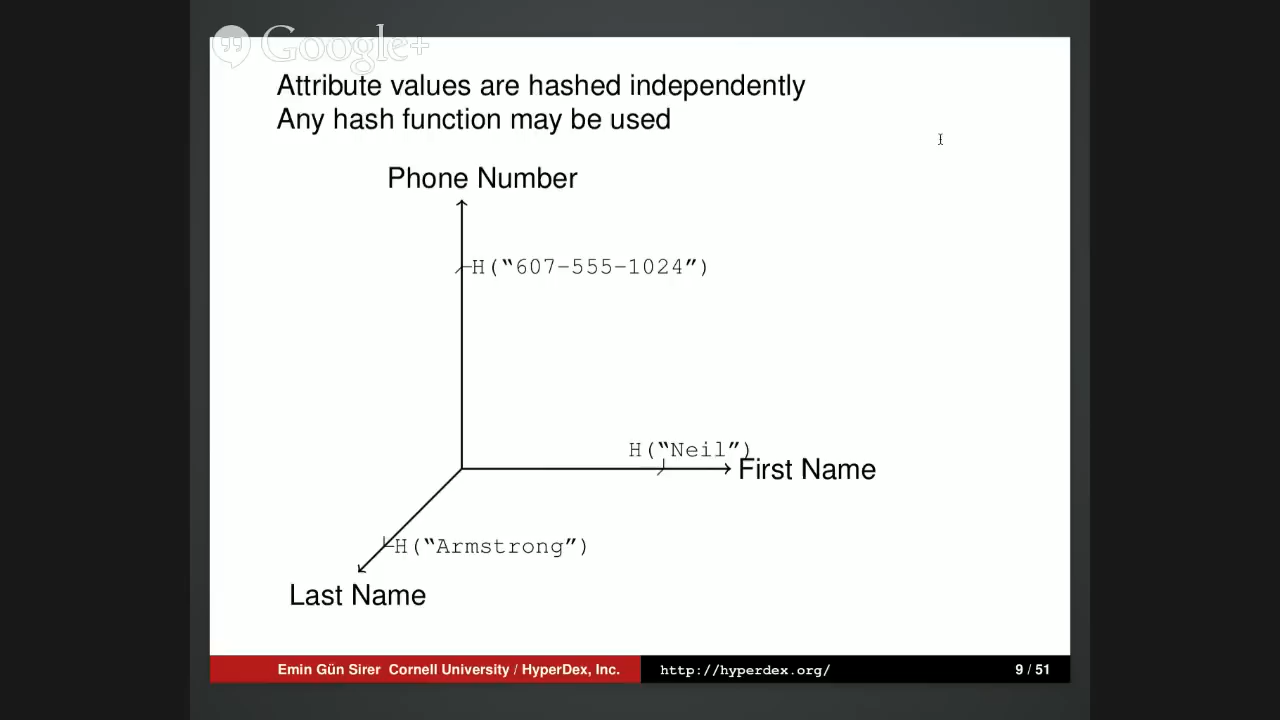 Google+
Attribute values are hashed independently
Any hash function may be used
Phone Number
H(“607-555-1024”)
H(“Neil”)
First Name
H(“Armstrong”)
Last Name
Emin Gün Sirer Cornell University / HyperDex, Inc. http://hyperdex.org/ 9 / 51